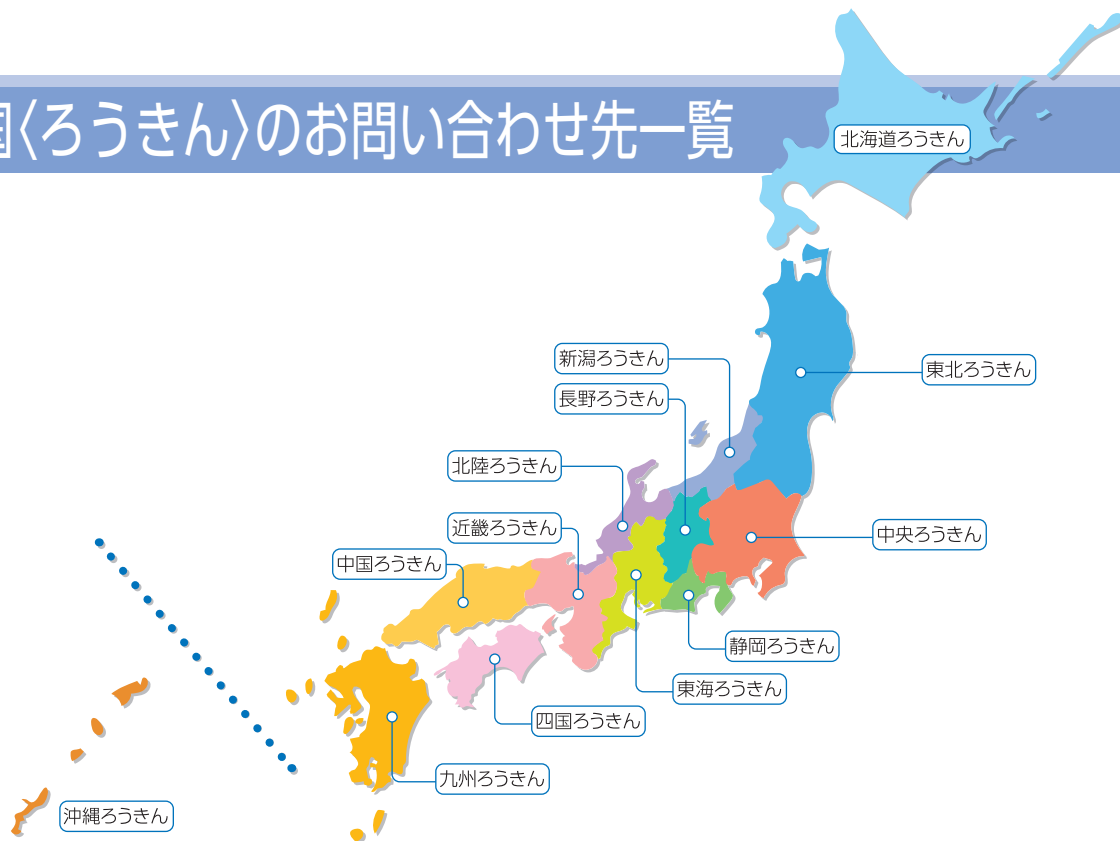 国〈ろうきん〉のお問い合わせ先一覧
北海道ろうきん
新潟ろうきん
東北ろうきん
長野ろうきん
北陸ろうきん
近畿ろうきん
中央ろうきん
中国ろうきん
静岡ろうきん
東海ろうきん
四国ろうきん
九州ろうきん
沖縄ろうきん